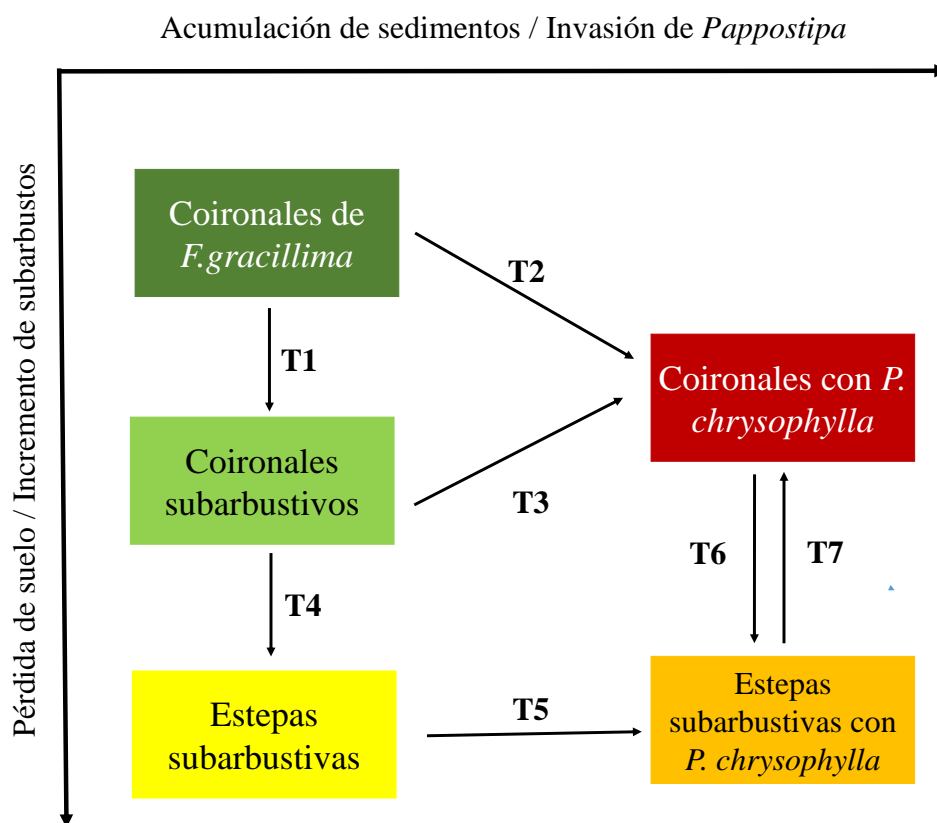 Acumulación de sedimentos / Invasión de Pappostipa
Pérdida de suelo / Incremento de subarbustos
Coironales de
F.gracillima
T2
T1
Coironales con P.
chrysophylla
Coironales
subarbustivos
T3
T6
T7
T4
Estepas
subarbustivas
T5
Estepas
subarbustivas con
P. chrysophylla